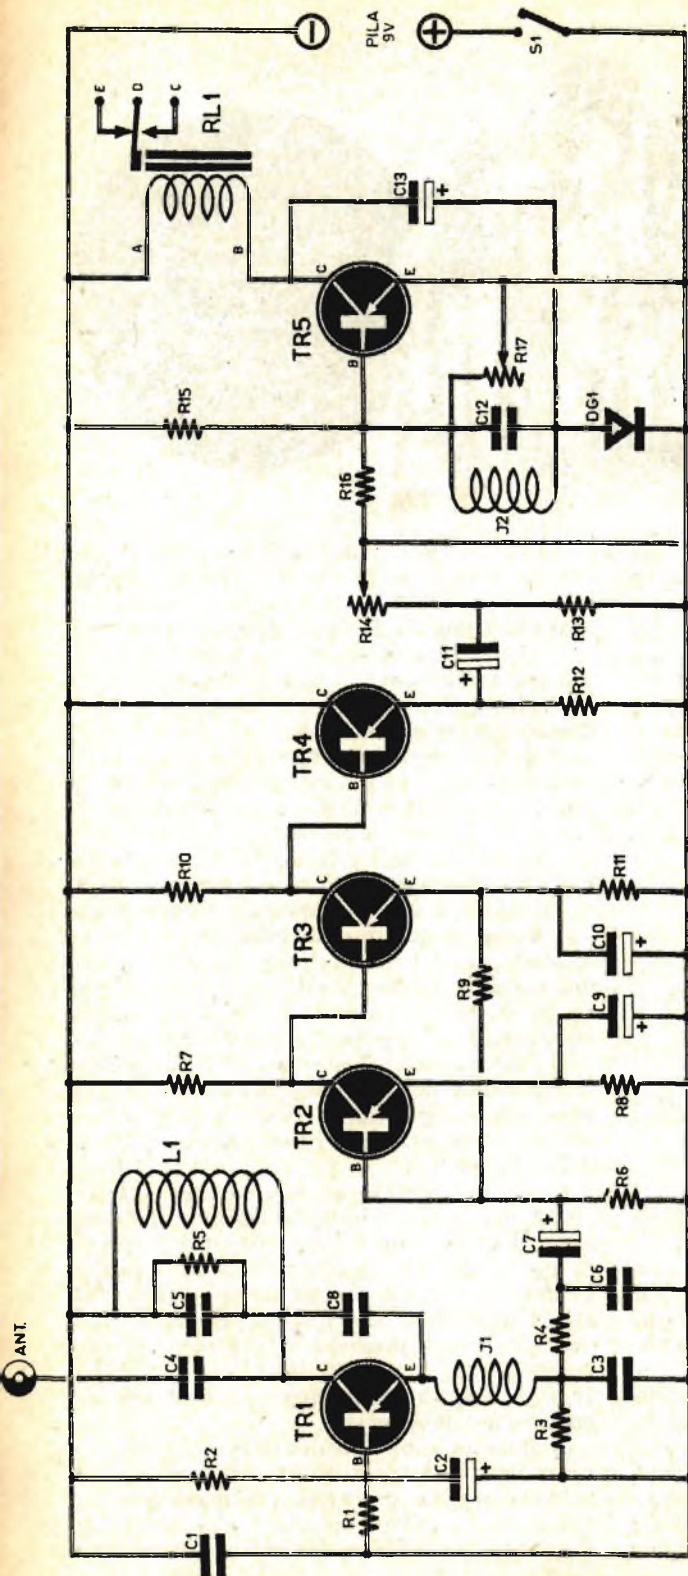 −
PILA
9V
+
S1
E
D
C
RL1
A
B
C13
+
C
TR5
B
E
R15
R17
C12
DG1
R16
J2
R14
C11
+
R13
R12
C
TR4
B
E
R10
C
TR3
B
E
R11
C10
+
R9
C9
+
R7
C
TR2
B
E
R8
L1
R6
R5
C7
+
C5
C8
C6
ANT.
C4
R4
J1
C
TR1
B
E
C3
R3
R2
C2
+
R1
C1